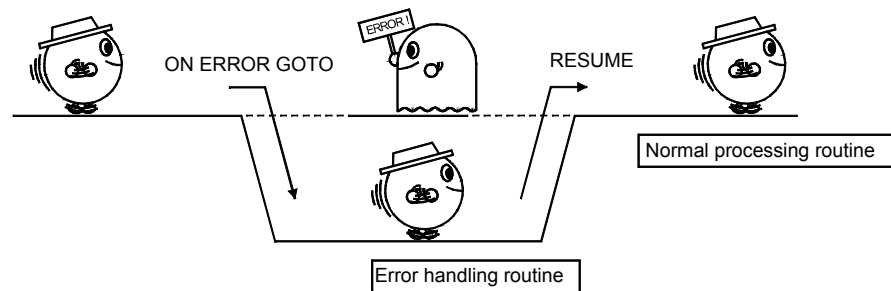 ERROR !
ON ERROR GOTO
RESUME
Normal processing routine
Error handling routine